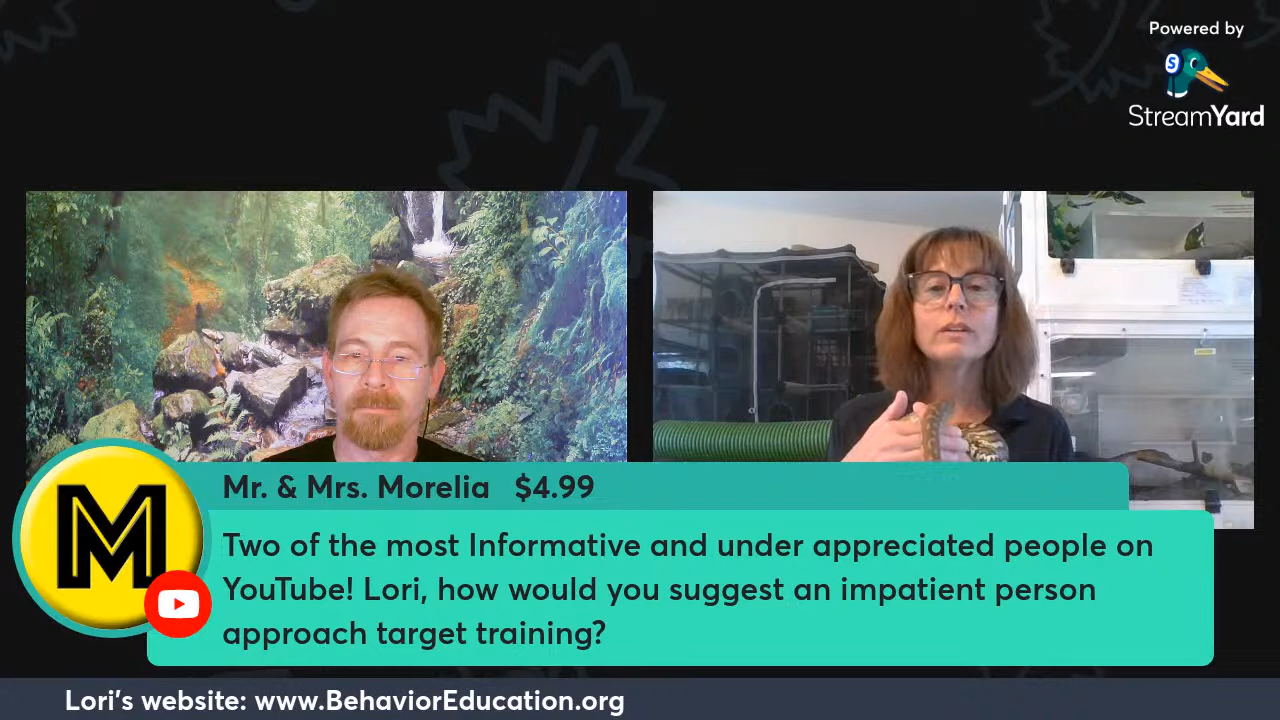 Powered by
S
StreamYard
M
Mr. & Mrs. Morelia $4.99
Two of the most Informative and under appreciated people on
YouTube! Lori, how would you suggest an impatient person
approach target training?
Lori's website: www.BehaviorEducation.org